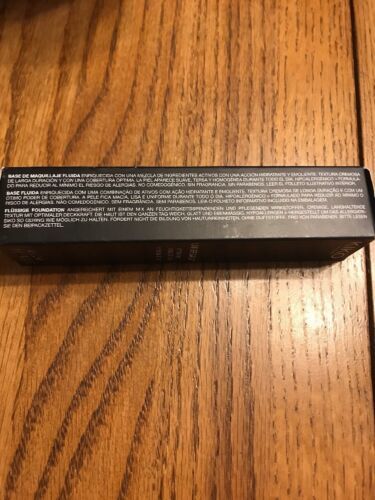 BASE DE MAQUILLAJE FLUIDA ENRIQUECIDA CON UNA MEZCLA DE INGREDIENTES ACTIVOS CON UNA ACCIÓN HIDRATANTE Y EMOLIENTE. TEXTURA CREMOSA
DE LARGA DURACIÓN Y CON UNA COBERTURA ÓPTIMA. LA PIEL APARECE SUAVE, TERSA Y HOMOGÉNEA DURANTE TODO EL DÍA. HIPOALERGÉNICO = FORMULA-
DO PARA REDUCIR AL MÍNIMO EL RIESGO DE ALERGIAS. NO COMEDOGÉNICO. SIN FRAGRANCIA. SIN PARABENOS. LEER EL FOLLETO ILUSTRATIVO INTERIOR.
BASE FLUIDA ENRIQUECIDA COM UMA COMBINAÇÃO DE ATIVOS COM AÇÃO HIDRATANTE E EMOLIENTE. TEXTURA CREMOSA DE LONGA DURAÇÃO E COM UM
ÓTIMO PODER DE COBERTURA. A PELE FICA MACIA, LISA E UNIFORME DURANTE TODO O DIA. HIPOALERGÊNICO = FORMULADO PARA REDUZIR AO MÍNIMO O
RISCO DE ALERGIAS. NÃO COMEDOGÊNICO. SEM FRAGRÂNCIA. SEM PARABENOS. LEIA O FOLHETO INFORMATIVO INCLUÍDO NA EMBALAGEM.
FLÜSSIGE FOUNDATION ANGEREICHERT MIT EINEM MIX AN FEUCHTIGKEITSSPENDENDEN UND PFLEGENDEN WIRKSTOFFEN. CREMIGE, LANGANHALTENDE
TEXTUR MIT OPTIMALER DECKKRAFT. DIE HAUT IST DEN GANZEN TAG WEICH, GLATT UND EBENMÄSSIG. HYPOALLERGEN = HERGESTELLT UM DAS ALLERGIERI-
SIKO SO GERING WIE MÖGLICH ZU HALTEN. FÖRDERT NICHT DIE BILDUNG VON HAUTUNREINHEITEN. OHNE DUFTSTOFFE. FREI VON PARABENEN. BITTE LESEN
SIE DEN BEIPACKZETTEL.